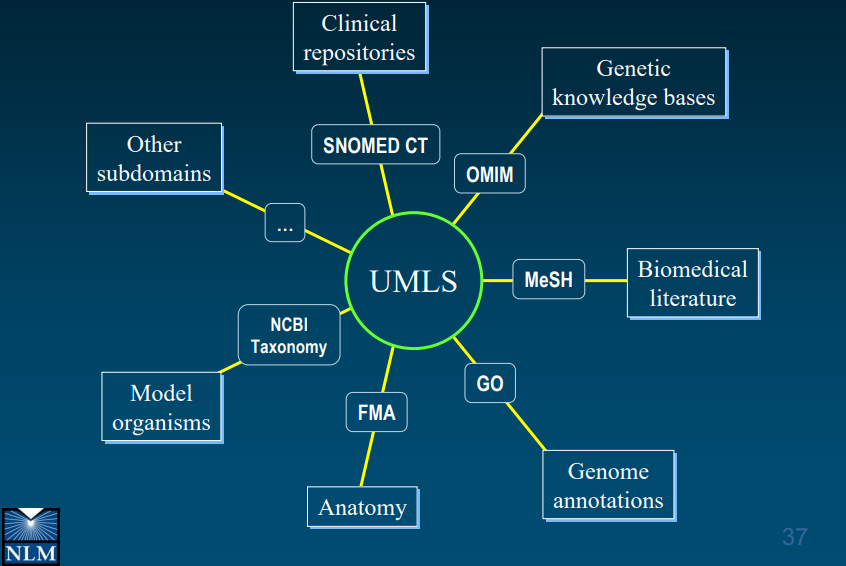 Clinical
repositories
Genetic
knowledge bases
SNOMED CT
Other
subdomains
OMIM
...
UMLS
MeSH
Biomedical
literature
NCBI
Taxonomy
Model
organisms
GO
FMA
Genome
annotations
Anatomy
NLM
37